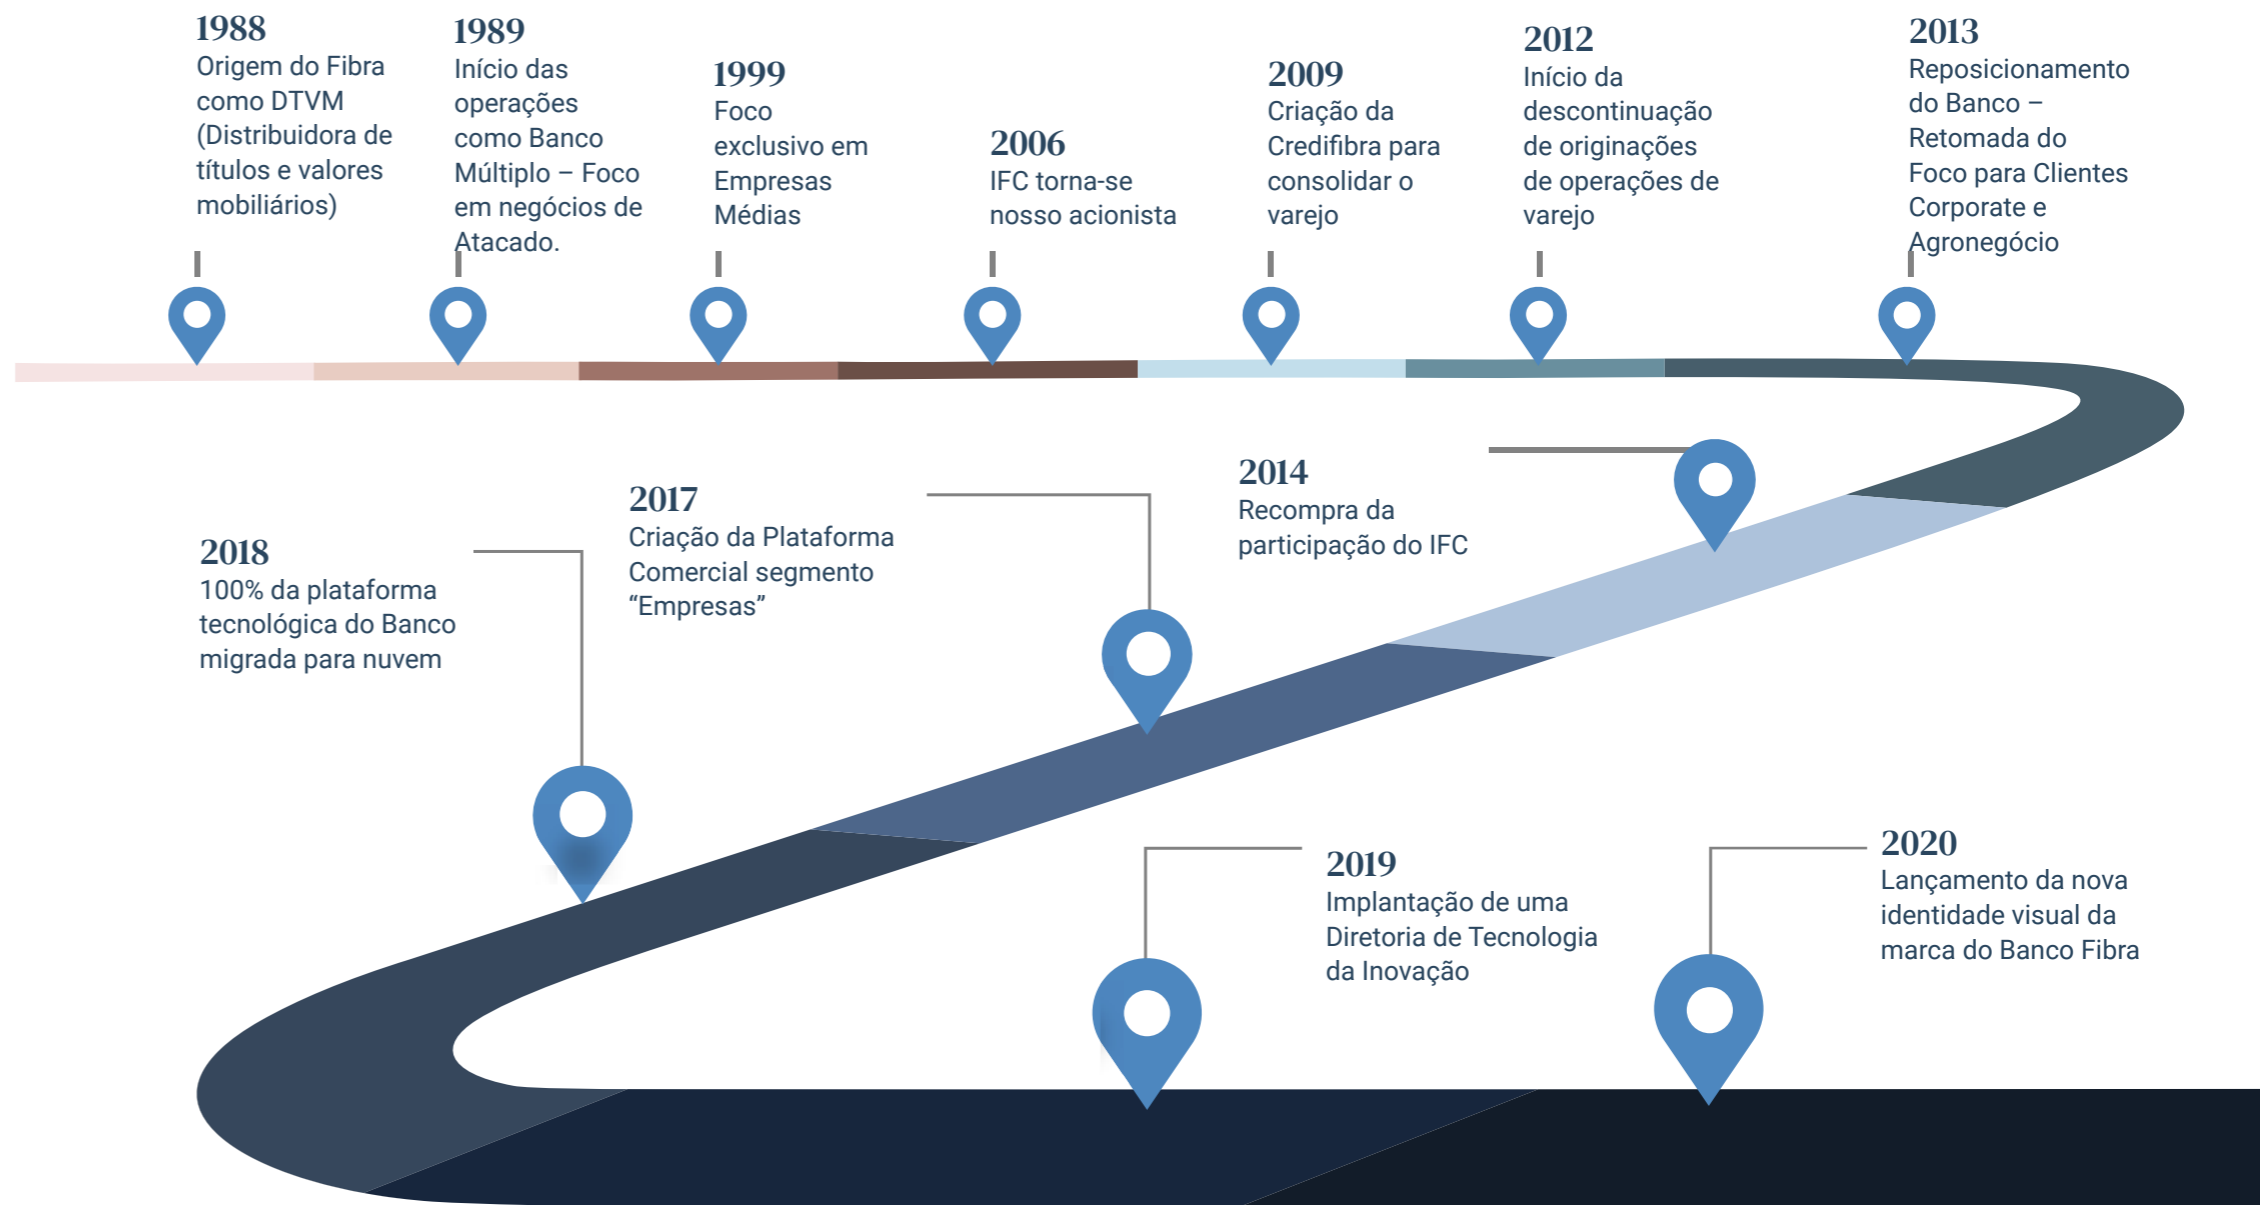 1988
Origem do Fibra
como DTVM
(Distribuidora de
títulos e valores
mobiliários)
1989
Início das
operações
como Banco
Múltiplo – Foco
em negócios de
Atacado.
1999
Foco
exclusivo em
Empresas
Médias
2006
IFC torna-se
nosso acionista
2009
Criação da
Credifibra para
consolidar o
varejo
2012
Início da
descontinuação
de originações
de operações de
varejo
2013
Reposicionamento
do Banco –
Retomada do
Foco para Clientes
Corporate e
Agronegócio
2014
Recompra da
participação do IFC
2017
Criação da Plataforma
Comercial segmento
“Empresas”
2018
100% da plataforma
tecnológica do Banco
migrada para nuvem
2019
Implantação de uma
Diretoria de Tecnologia
da Inovação
2020
Lançamento da nova
identidade visual da
marca do Banco Fibra